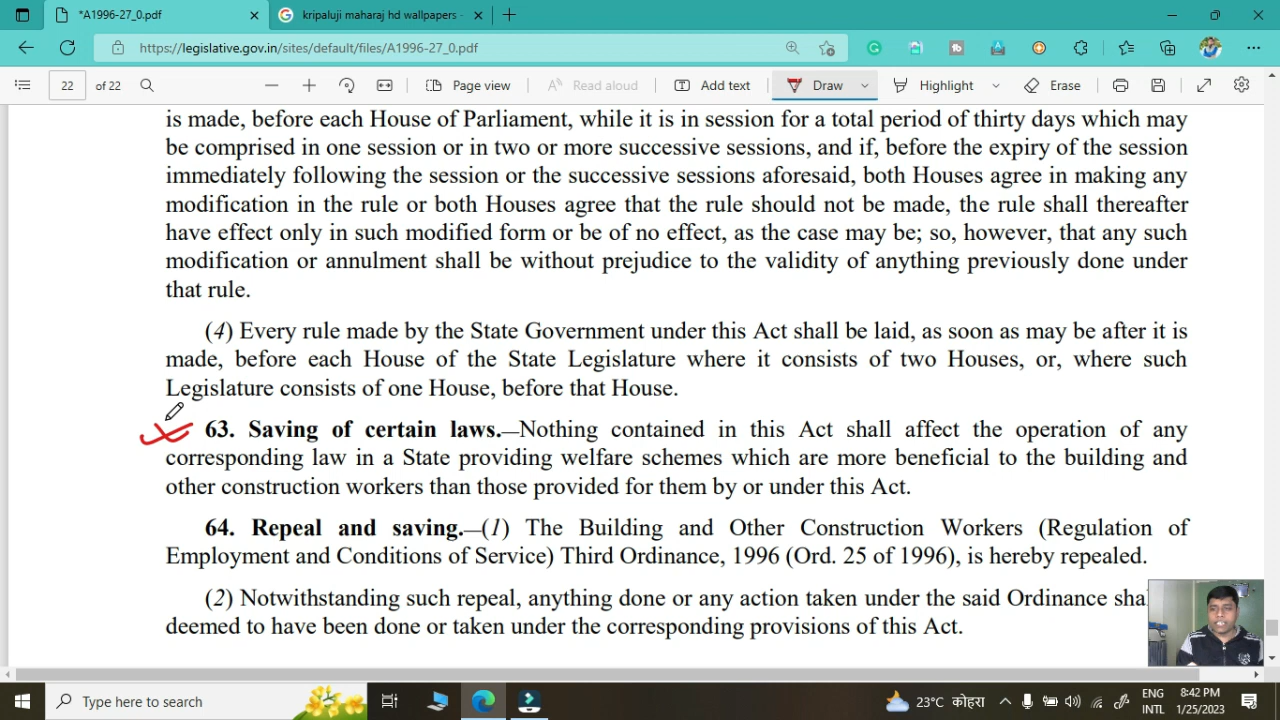 *A1996-27_0.pdf
kripaluji maharaj hd wallpapers -
https://legislative.gov.in/sites/default/files/A1996-27_0.pdf
22 of 22 Page view Read aloud Add text Draw Highlight Erase
is made, before each House of Parliament, while it is in session for a total period of thirty days which may
be comprised in one session or in two or more successive sessions, and if, before the expiry of the session
immediately following the session or the successive sessions aforesaid, both Houses agree in making any
modification in the rule or both Houses agree that the rule should not be made, the rule shall thereafter
have effect only in such modified form or be of no effect, as the case may be; so, however, that any such
modification or annulment shall be without prejudice to the validity of anything previously done under
that rule.
(4) Every rule made by the State Government under this Act shall be laid, as soon as may be after it is
made, before each House of the State Legislature where it consists of two Houses, or, where such
Legislature consists of one House, before that House.
63. Saving of certain laws.—Nothing contained in this Act shall affect the operation of any
corresponding law in a State providing welfare schemes which are more beneficial to the building and
other construction workers than those provided for them by or under this Act.
64. Repeal and saving.—(1) The Building and Other Construction Workers (Regulation of
Employment and Conditions of Service) Third Ordinance, 1996 (Ord. 25 of 1996), is hereby repealed.
(2) Notwithstanding such repeal, anything done or any action taken under the said Ordinance
deemed to have been done or taken under the corresponding provisions of this Act.
Type here to search
23°C कोहरा
ENG
INTL
8:42 PM
1/25/2023